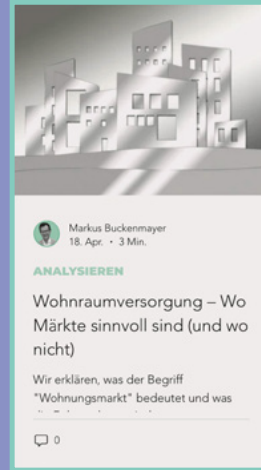 Markus Buckenmayer
18. Apr. • 3 Min.
ANALYSIEREN
Wohnraumversorgung – Wo
Märkte sinnvoll sind (und wo
nicht)
Wir erklären, was der Begriff
"Wohnungsmarkt" bedeutet und was
0